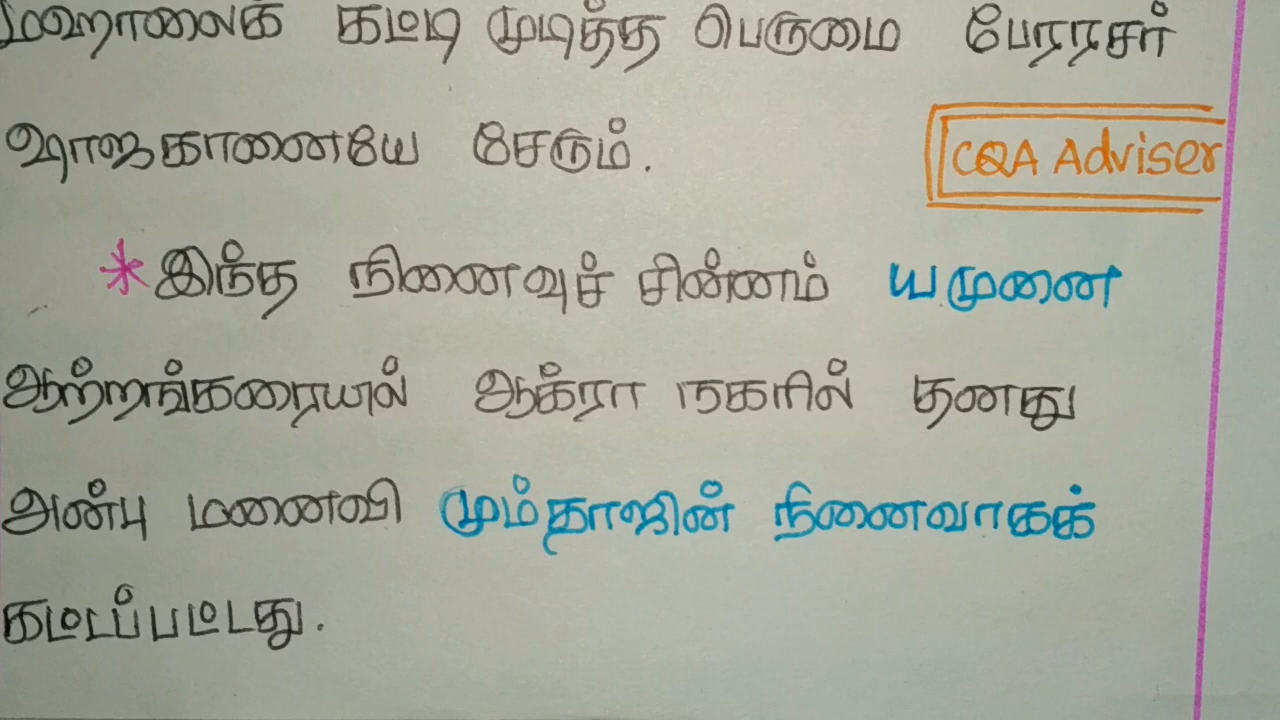 மஹாலைக் கட்டி முடித்த பெருமை பேரரசர்
ஷாஜகானையே சேரும்.
CQA Adviser
*இந்த நினைவுச் சின்னம் யமுனை
ஆற்றங்கரையில் ஆக்ரா நகரில் தனது
அன்பு மனைவி மும்தாஜின் நினைவாகக்
கட்டப்பட்டது.